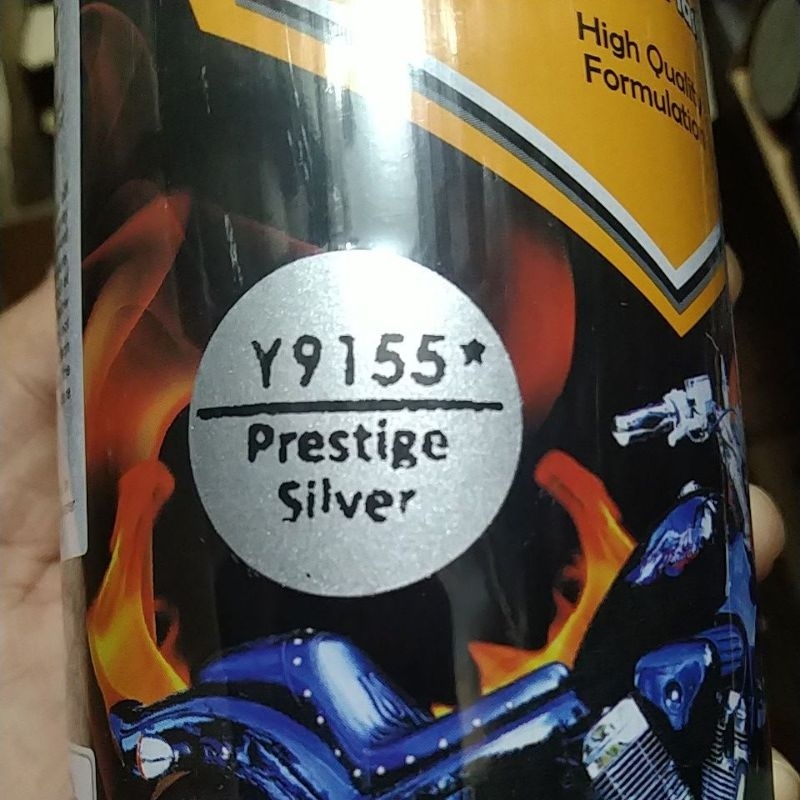 High Quality
Formulation
Y9155*
Prestige
Silver